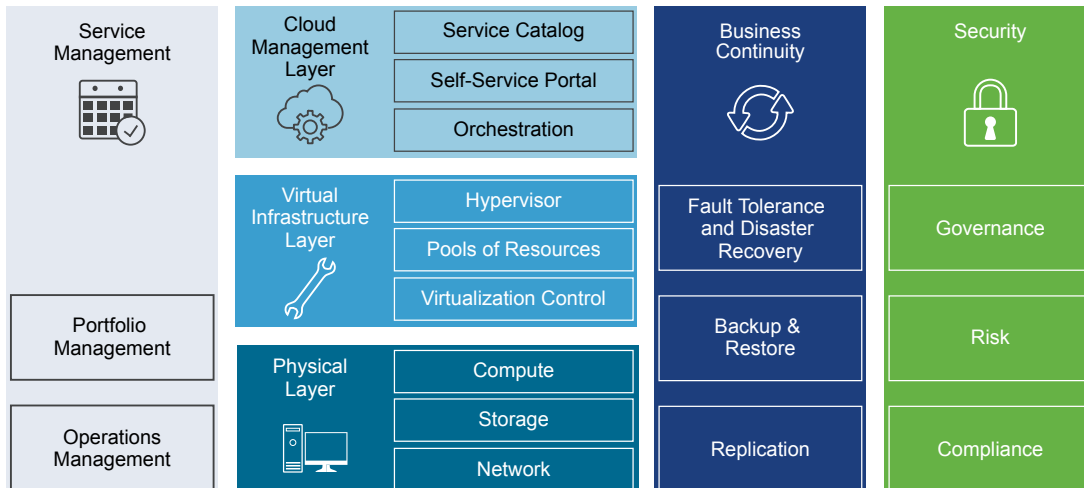 Service
Management
Portfolio
Management
Operations
Management
Cloud
Management
Layer
Service Catalog
Self-Service Portal
Orchestration
Virtual
Infrastructure
Layer
Hypervisor
Pools of Resources
Virtualization Control
Physical
Layer
Compute
Storage
Network
Business
Continuity
Fault Tolerance
and Disaster
Recovery
Backup &
Restore
Replication
Security
Governance
Risk
Compliance